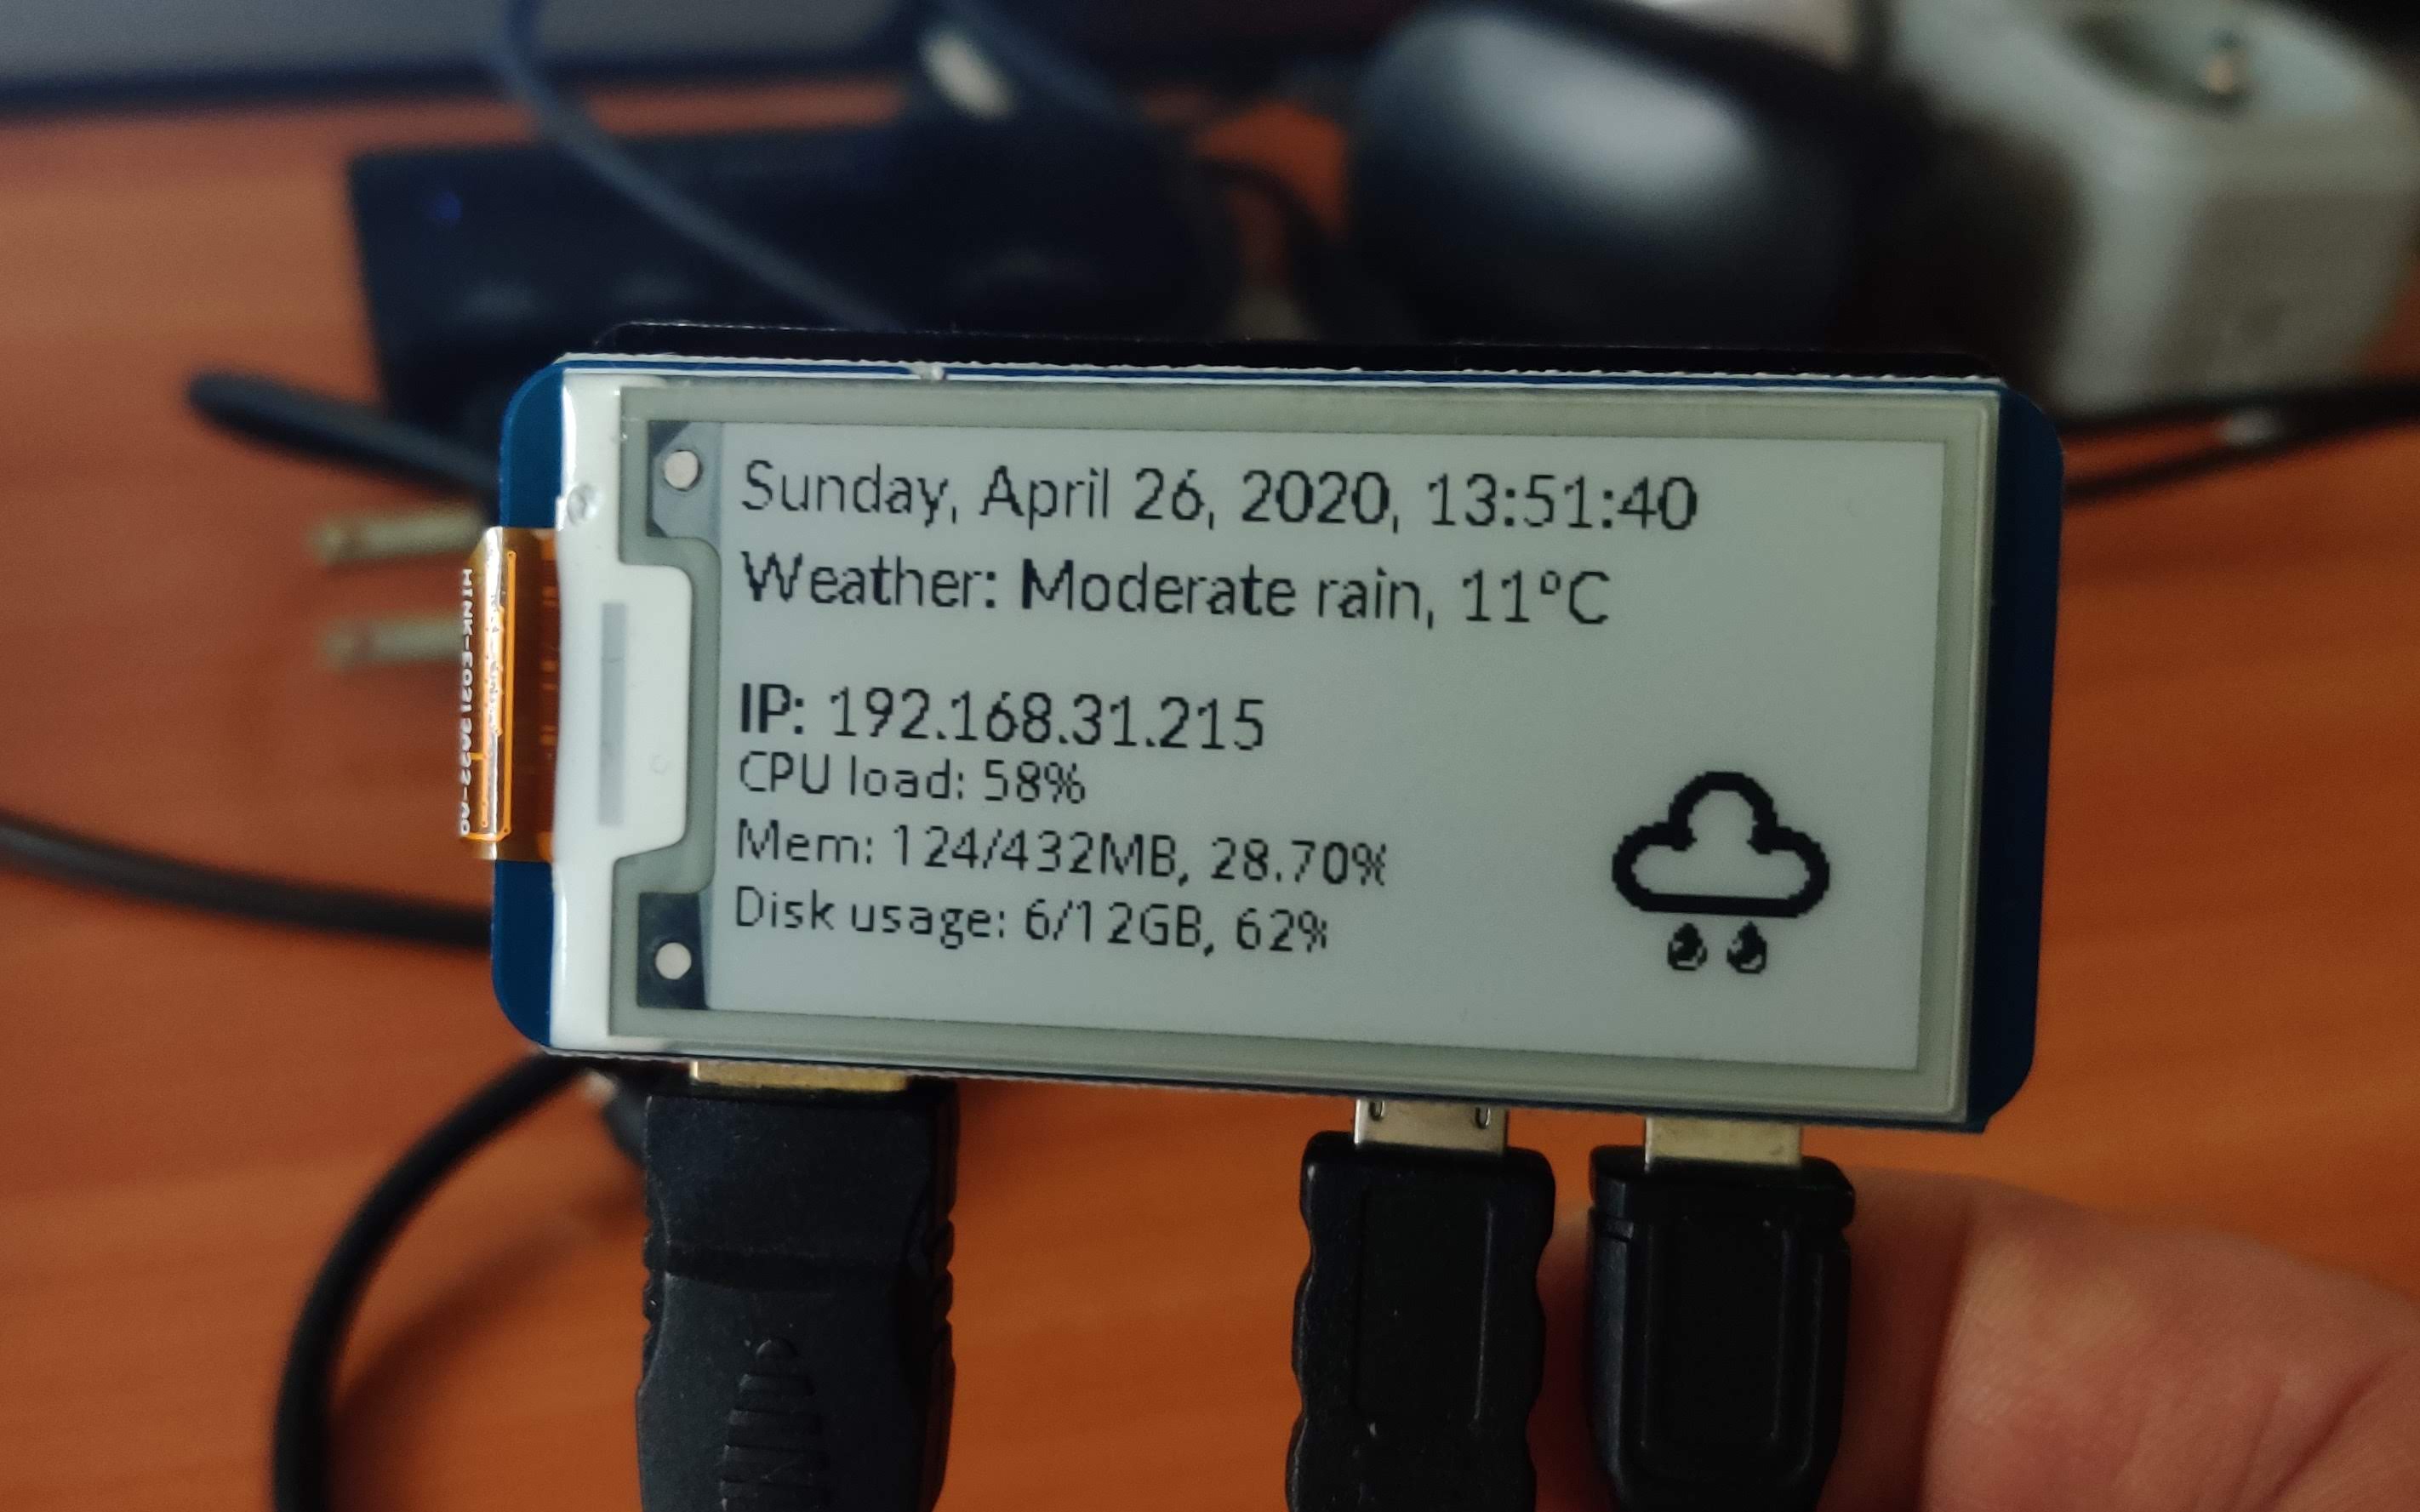 Sunday, April 26, 2020, 13:51:40
Weather: Moderate rain, 11°C
IP: 192.168.31.215
CPU load: 58%
Mem: 124/432MB, 28.70%
Disk usage: 6/12GB, 62%